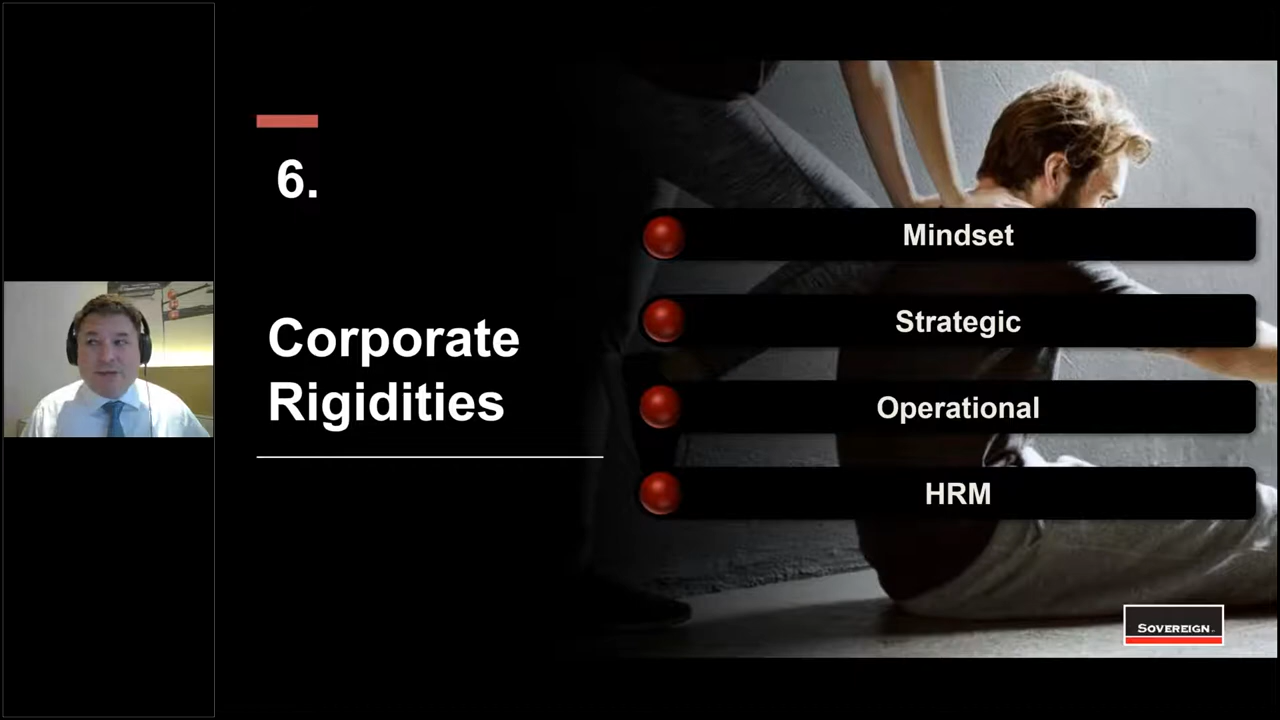 6.
Corporate
Rigidities
Mindset
Strategic
Operational
HRM
SOVEREIGN